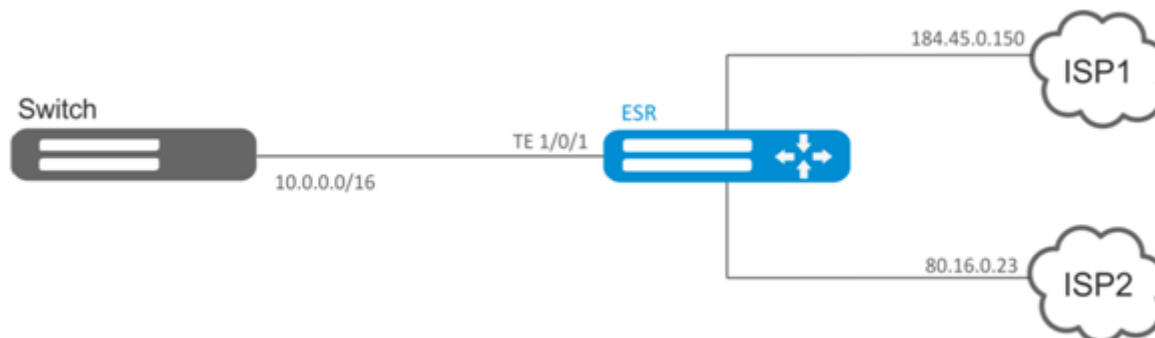 184.45.0.150
ISP1
Switch
ESR
TE 1/0/1
10.0.0.0/16
80.16.0.23
ISP2